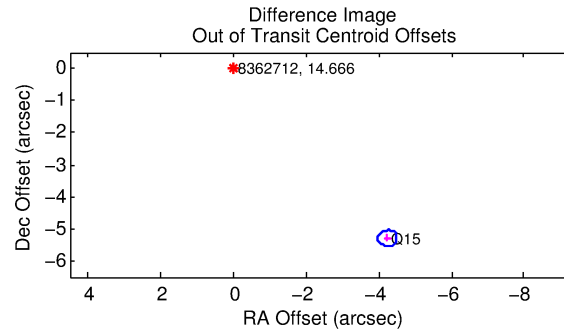 Difference Image
Out of Transit Centroid Offsets
0
−1
−2
−3
−4
−5
−6
Dec Offset (arcsec)
8362712, 14.666
Q15
4 2 0 −2 −4 −6 −8
RA Offset (arcsec)